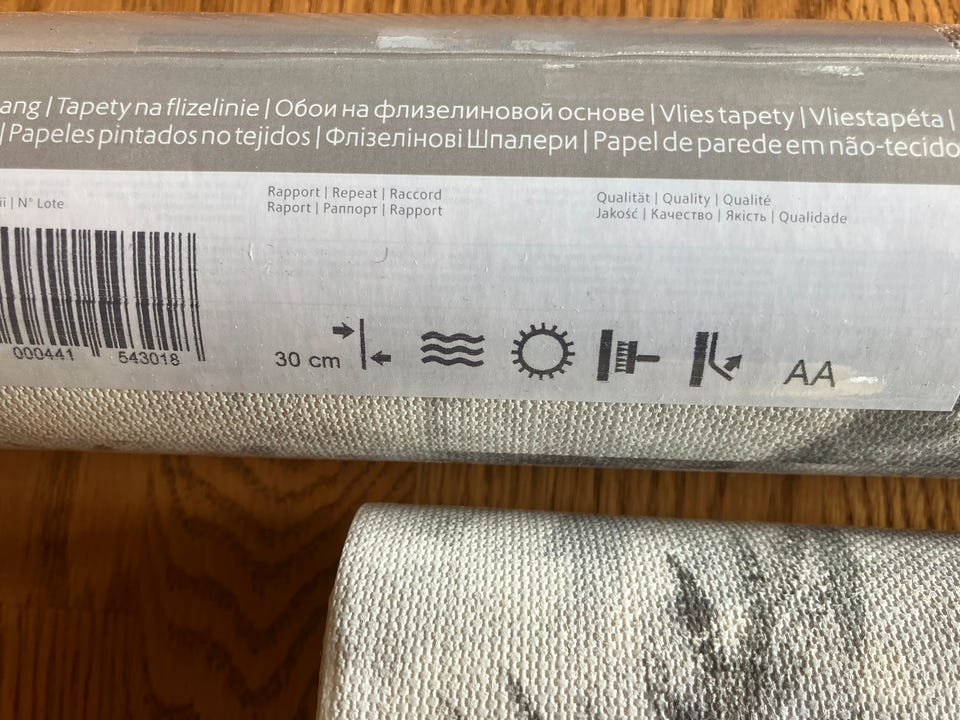 ang | Tapety na flizelinie | Обои на флизелиновой основе | Vlies tapety | Vliestapéta |
| Papeles pintados no tejidos | Флізелінові Шпалери | Papel de parede em não-tecido
ii | N° Lote
Rapport | Repeat | Raccord
Raport | Раппорт | Rapport
Qualität | Quality | Qualité
Jakość | Качество | Якість | Qualidade
000441 543018
30 cm
AA